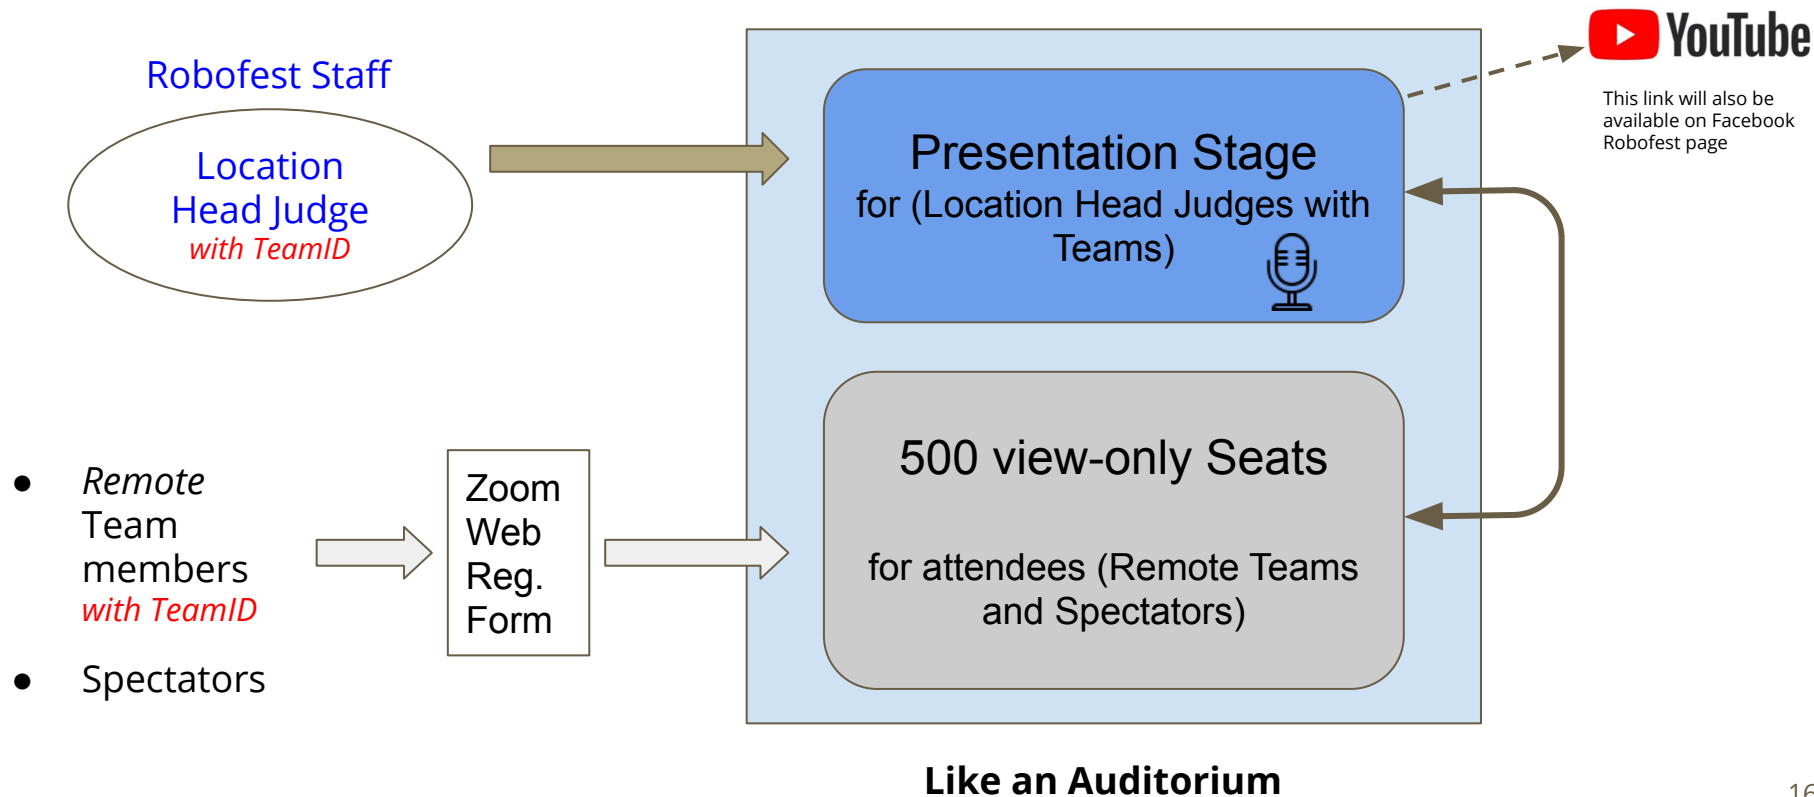 Robofest Staff
Location
Head Judge
with TeamID
Presentation Stage
for (Location Head Judges with
Teams)
YouTube
This link will also be
available on Facebook
Robofest page
● Remote
Team
members
with TeamID
● Spectators
Zoom
Web
Reg.
Form
500 view-only Seats
for attendees (Remote Teams
and Spectators)
Like an Auditorium
16